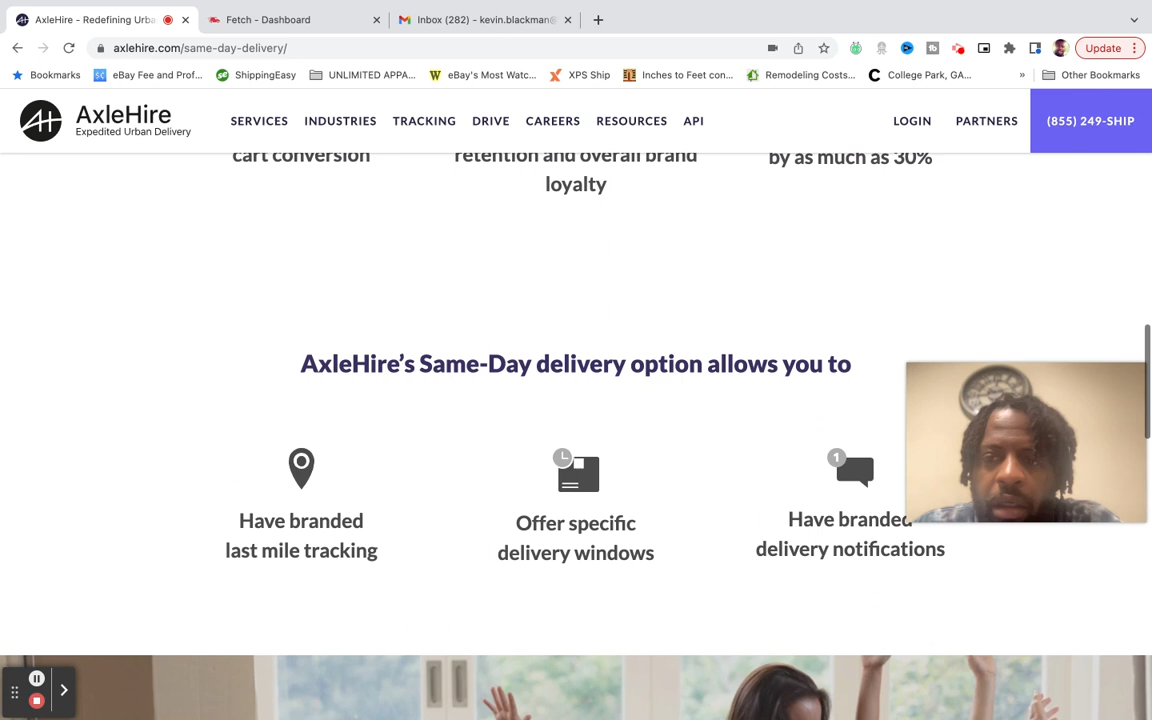 AxleHire - Redefining Urba
Fetch - Dashboard
Inbox (282) - kevin.blackman@
axlehire.com/same-day-delivery/
Update
Bookmarks
eBay Fee and Prof...
ShippingEasy
UNLIMITED APPA...
eBay's Most Watc...
XPS Ship
Inches to Feet con...
Remodeling Costs...
College Park, GA...
»
Other Bookmarks
AxleHire
Expedited Urban Delivery
SERVICES
INDUSTRIES
TRACKING
DRIVE
CAREERS
RESOURCES
API
LOGIN
PARTNERS
(855) 249-SHIP
cart conversion
retention and overall brand
loyalty
by as much as 30%
AxleHire’s Same-Day delivery option allows you to
Have branded
last mile tracking
Offer specific
delivery windows
1
Have branded
delivery notifications